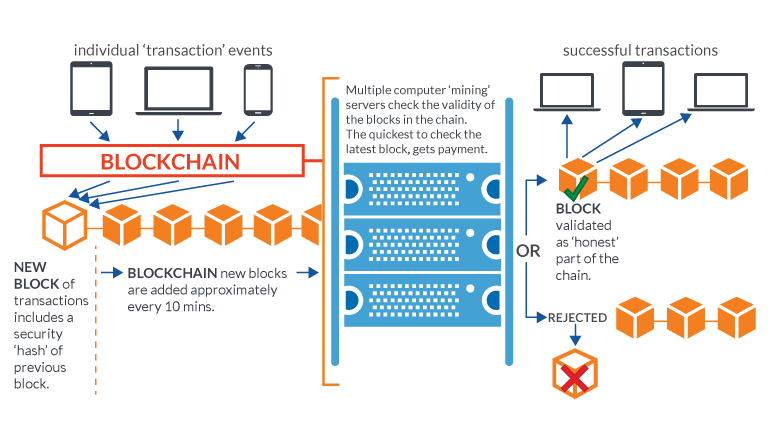 individual ‘transaction’ events
BLOCKCHAIN
NEW
BLOCK of
transactions
includes a
security
‘hash’ of
previous
block.
BLOCKCHAIN new blocks
are added approximately
every 10 mins.
Multiple computer ‘mining’
servers check the validity of
the blocks in the chain.
The quickest to check the
latest block, gets payment.
OR
successful transactions
BLOCK
validated
as ‘honest’
part of the
chain.
REJECTED